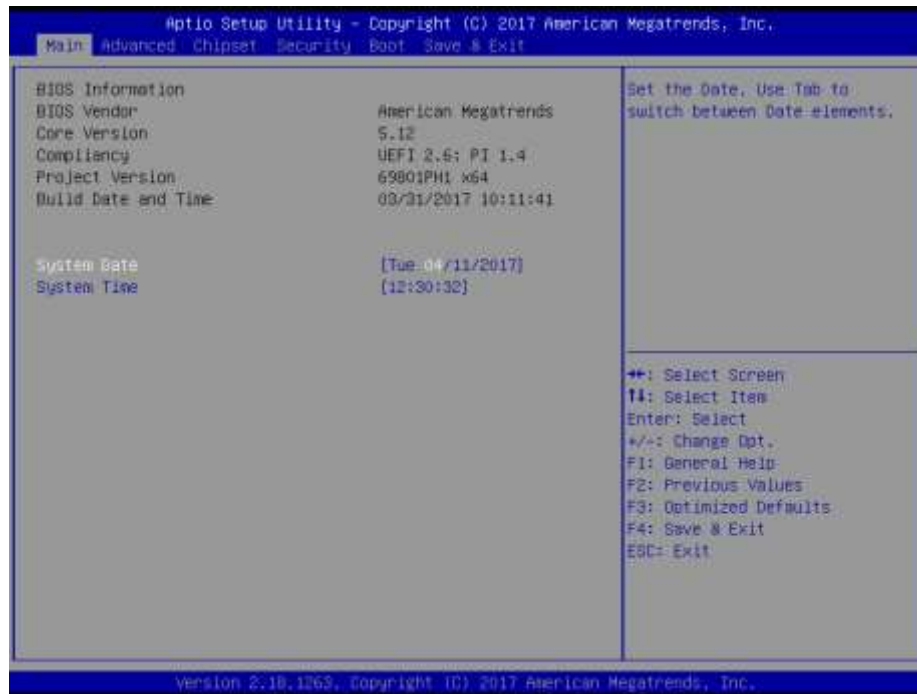 Aptio Setup Utility – Copyright (C) 2017 American Megatrends, Inc.
Main Advanced Chipset Security Boot Save & Exit
BIOS Information
BIOS Vendor American Megatrends
Core Version 5.12
Compliancy UEFI 2.6; PI 1.4
Project Version 69801PH1 x64
Build Date and Time 03/31/2017 10:11:41
System Date [Tue 04/11/2017]
System Time [12:30:32]
Set the Date. Use Tab to
switch between Date elements.
→←: Select Screen
↑↓: Select Item
Enter: Select
+/-: Change Opt.
F1: General Help
F2: Previous Values
F3: Optimized Defaults
F4: Save & Exit
ESC: Exit
Version 2.18.1263. Copyright (C) 2017 American Megatrends, Inc.